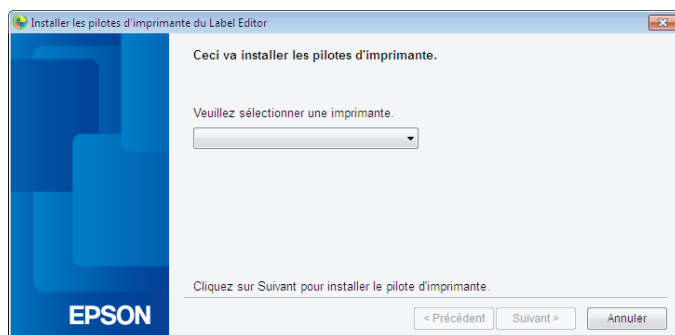 Installer les pilotes d'imprimante du Label Editor
Ceci va installer les pilotes d'imprimante.
Veuillez sélectionner une imprimante.
Cliquez sur Suivant pour installer le pilote d'imprimante.
EPSON
< Précédent
Suivant >
Annuler